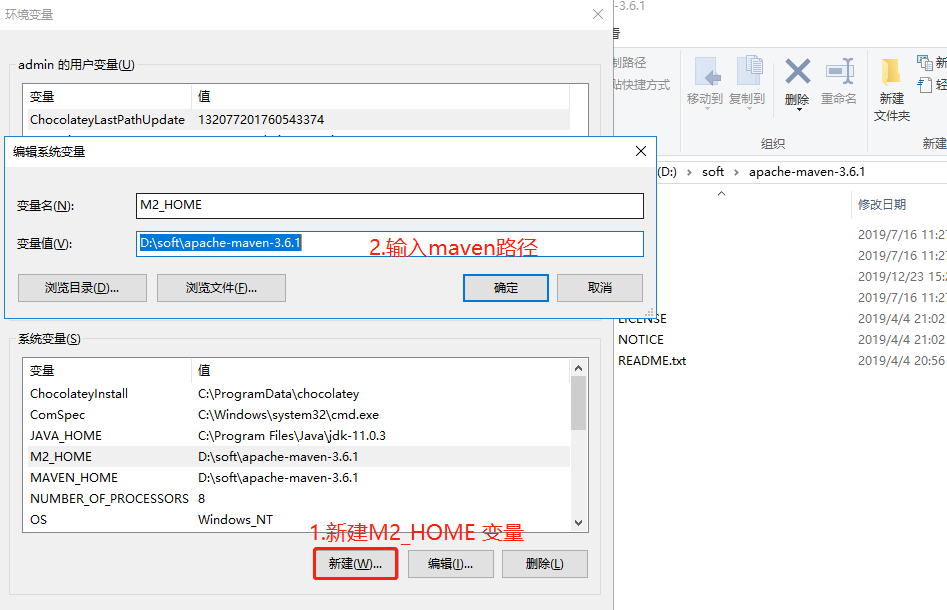 环境变量
admin 的用户变量(U)
变量 值
ChocolateyLastPathUpdate 132077201760543374
编辑系统变量
变量名(N): M2_HOME
变量值(V): D:\soft\apache-maven-3.6.1
2.输入maven路径
浏览目录(D)... 浏览文件(F)... 确定 取消
系统变量(S)
变量 值
ChocolateyInstall C:\ProgramData\chocolatey
ComSpec C:\Windows\system32\cmd.exe
JAVA_HOME C:\Program Files\Java\jdk-11.0.3
M2_HOME D:\soft\apache-maven-3.6.1
MAVEN_HOME D:\soft\apache-maven-3.6.1
NUMBER_OF_PROCESSORS 8
OS Windows_NT
1.新建M2_HOME 变量
新建(W)... 编辑(I)... 删除(L)
-3.6.1
制路径
贴快捷方式
移动到 复制到 删除 重命名 新建
文件夹
新
轻
组织 新建
(D:) › soft › apache-maven-3.6.1
修改日期
2019/7/16 11:27
2019/7/16 11:27
2019/12/23 15:2
2019/7/16 11:27
LICENSE 2019/4/4 21:02
NOTICE 2019/4/4 21:02
README.txt 2019/4/4 20:56